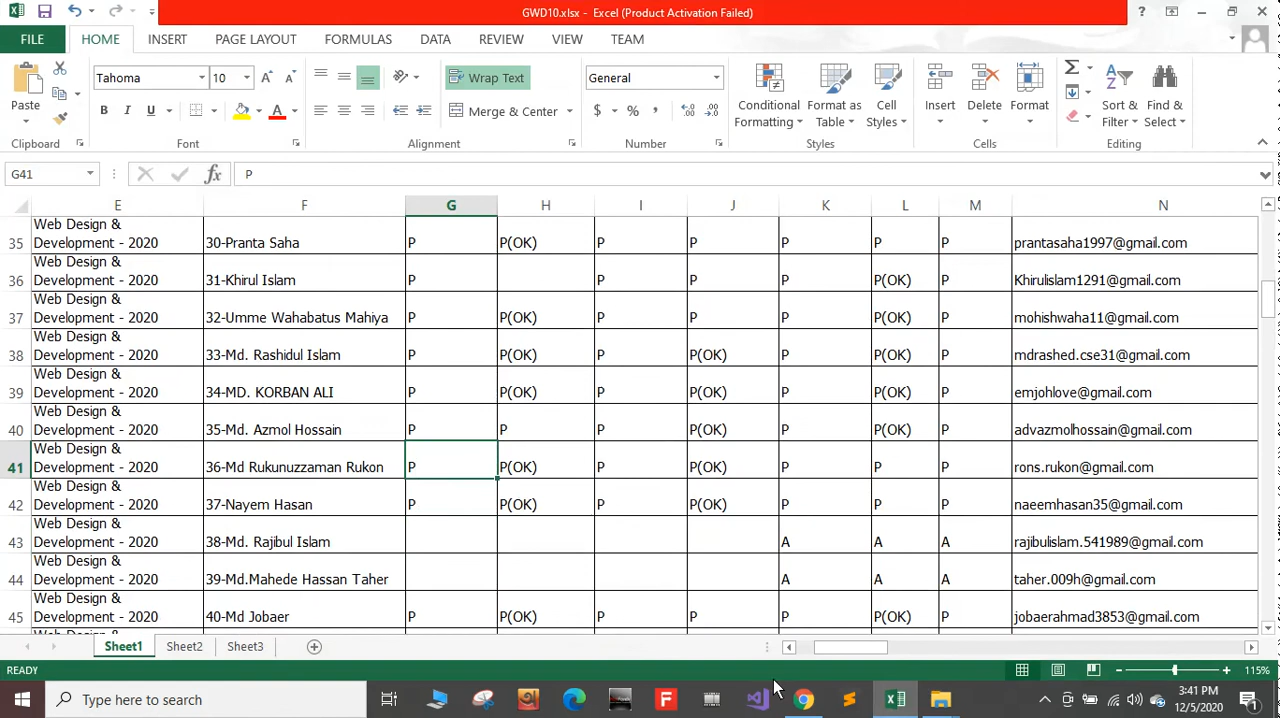 GWD10.xlsx - Excel (Product Activation Failed)
FILE HOME INSERT PAGE LAYOUT FORMULAS DATA REVIEW VIEW TEAM
Tahoma 10 Wrap Text General
Paste B I U Merge & Center $ % , Conditional Formatting Format as Table Cell Styles Insert Delete Format Sort & Filter Find & Select
Clipboard Font Alignment Number Styles Cells Editing
G41 fx P
E F G H I J K L M N
35 Web Design & Development - 2020 30-Pranta Saha P P(OK) P P P P P prantasaha1997@gmail.com
36 Web Design & Development - 2020 31-Khirul Islam P P P P P(OK) P Khirulislam1291@gmail.com
37 Web Design & Development - 2020 32-Umme Wahabatus Mahiya P P(OK) P P P P(OK) P mohishwaha11@gmail.com
38 Web Design & Development - 2020 33-Md. Rashidul Islam P P(OK) P P(OK) P P(OK) P mdrashed.cse31@gmail.com
39 Web Design & Development - 2020 34-MD. KORBAN ALI P P(OK) P P(OK) P P(OK) P emjohlove@gmail.com
40 Web Design & Development - 2020 35-Md. Azmol Hossain P P P P(OK) P P(OK) P advazmolhossain@gmail.com
41 Web Design & Development - 2020 36-Md Rukunuzzaman Rukon P P(OK) P P(OK) P P P rons.rukon@gmail.com
42 Web Design & Development - 2020 37-Nayem Hasan P P(OK) P P(OK) P P P naeemhasan35@gmail.com
43 Web Design & Development - 2020 38-Md. Rajibul Islam A A A rajibulislam.541989@gmail.com
44 Web Design & Development - 2020 39-Md.Mahede Hassan Taher A A A taher.009h@gmail.com
45 Web Design & Development - 2020 40-Md Jobaer P P(OK) P P P P(OK) P jobaerahmad3853@gmail.com
Sheet1 Sheet2 Sheet3
READY 115%
Type here to search 3:41 PM
12/5/2020 1